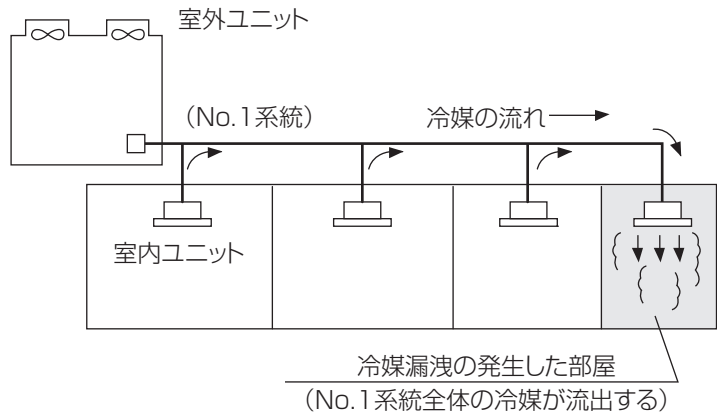 室外ユニット
（No.1系統）
冷媒の流れ
室内ユニット
冷媒漏洩の発生した部屋
（No.1系統全体の冷媒が流出する）